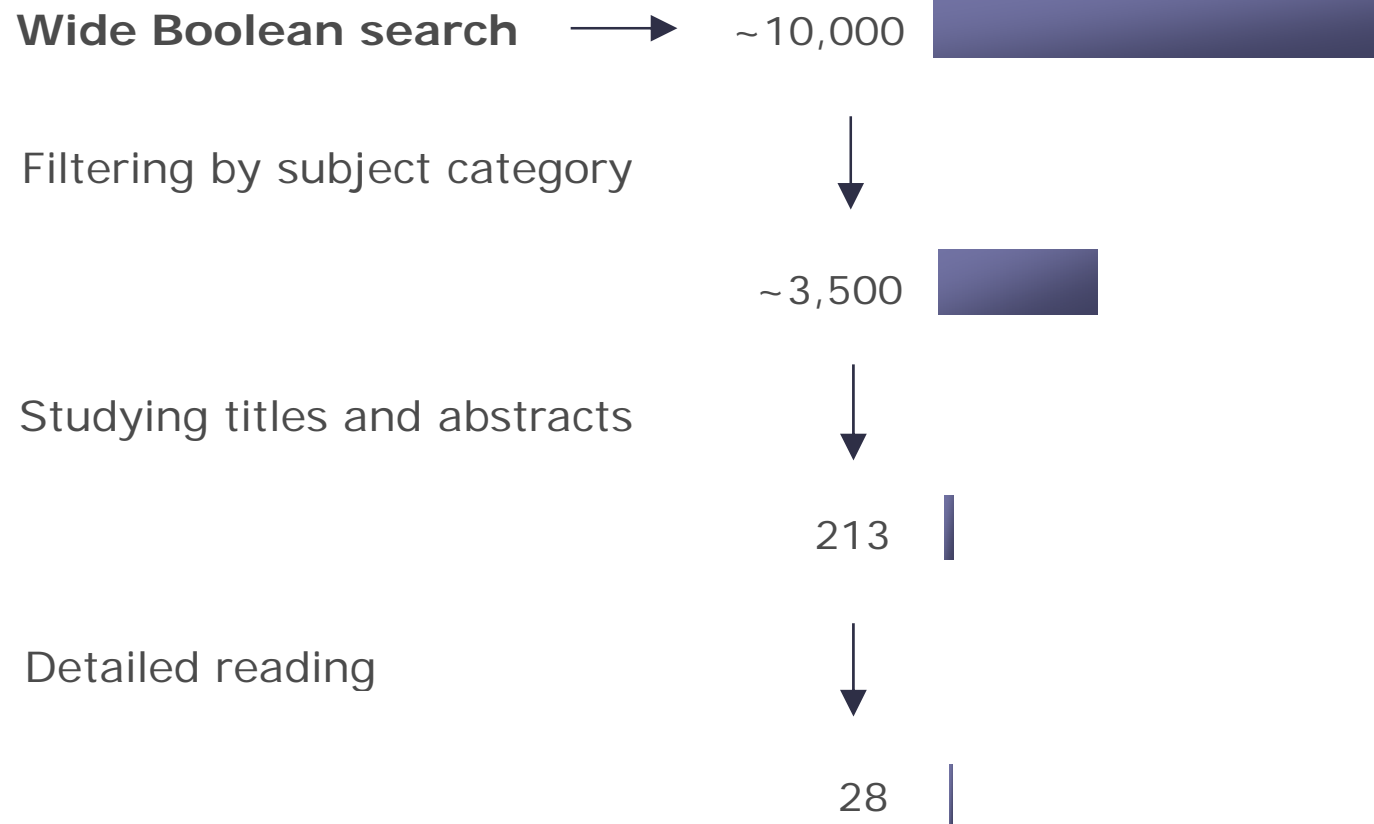 Wide Boolean search ~10,000
Filtering by subject category
~3,500
Studying titles and abstracts
213
Detailed reading
28